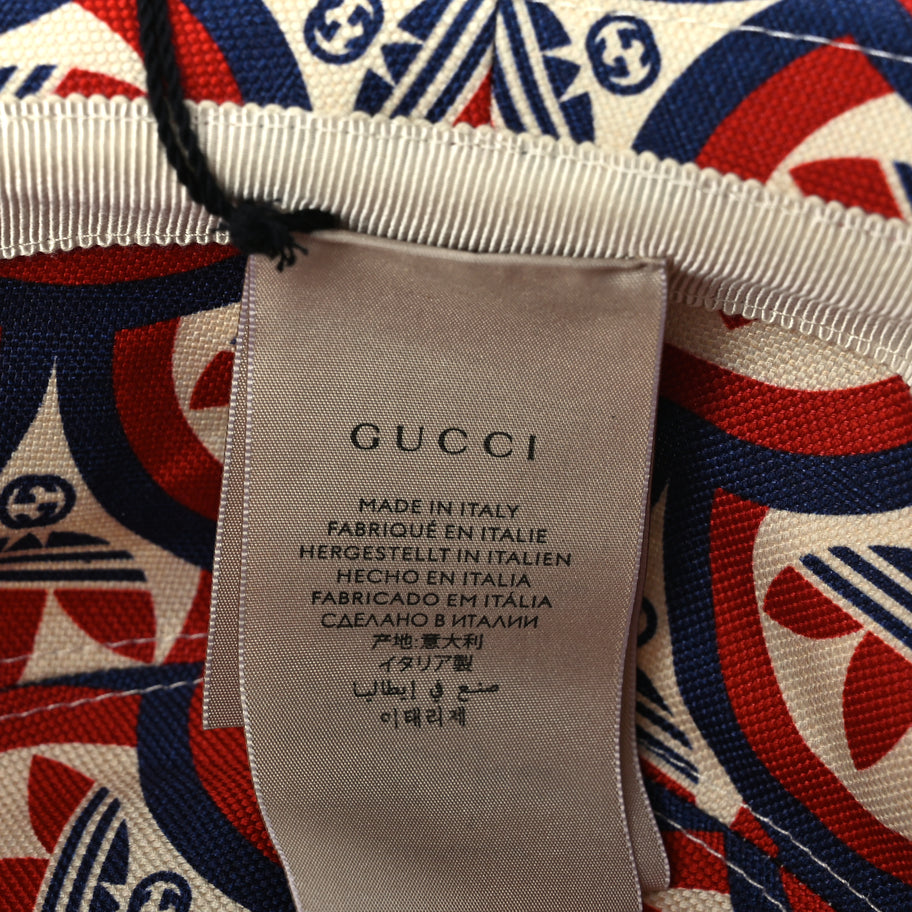 GUCCI
MADE IN ITALY
FABRIQUÉ EN ITALIE
HERGESTELLT IN ITALIEN
HECHO EN ITALIA
FABRICADO EM ITÁLIA
СДЕЛАНО В ИТАЛИИ
产地:意大利
イタリア製
صنع في إيطاليا
이태리제